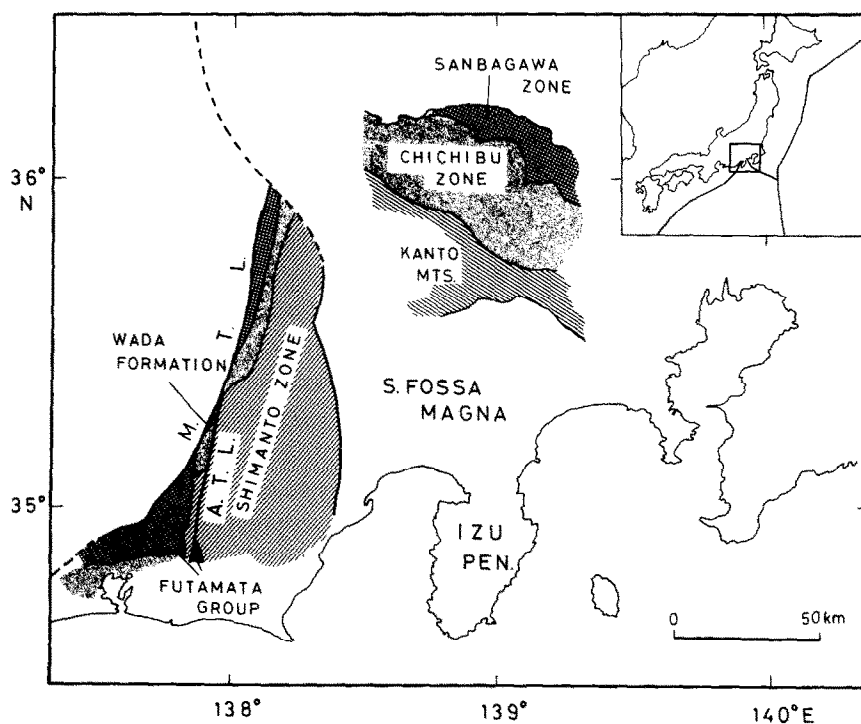 SANBAGAWA
ZONE
CHICHIBU
ZONE
36°
N
KANTO
MTS.
M. T. L.
WADA
FORMATION
A. T. L.
SHIMANTO ZONE
S. FOSSA
MAGNA
35°
IZU
PEN.
FUTAMATA
GROUP
0 50km
138° 139° 140°E